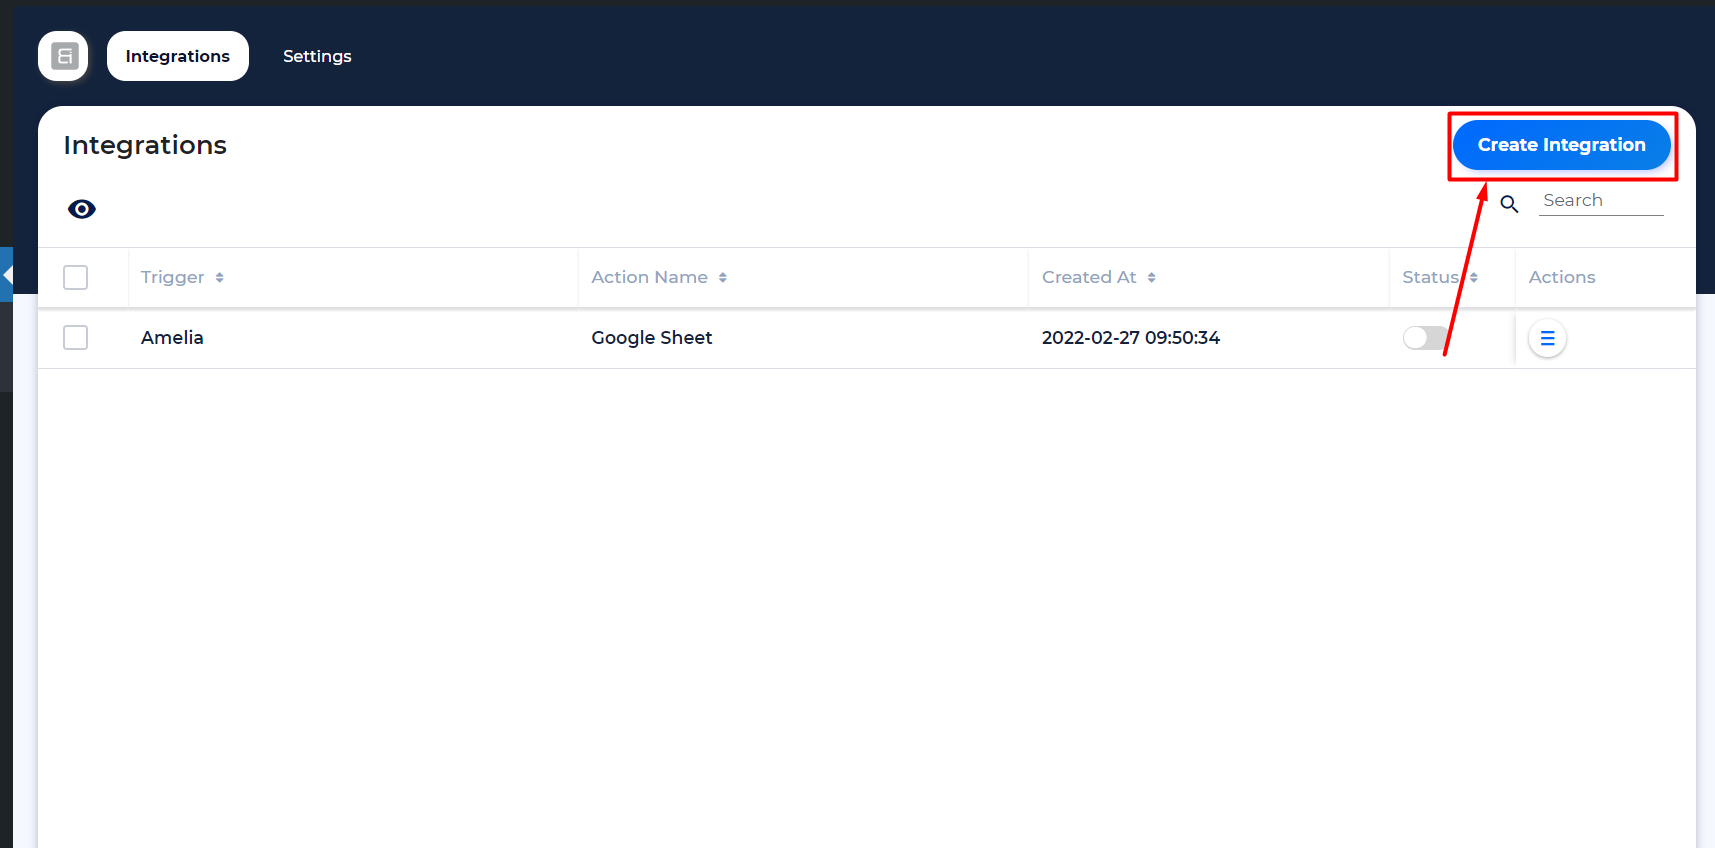 Integrations Settings
Integrations Create Integration
Search
Trigger Action Name Created At Status Actions
Amelia Google Sheet 2022-02-27 09:50:34